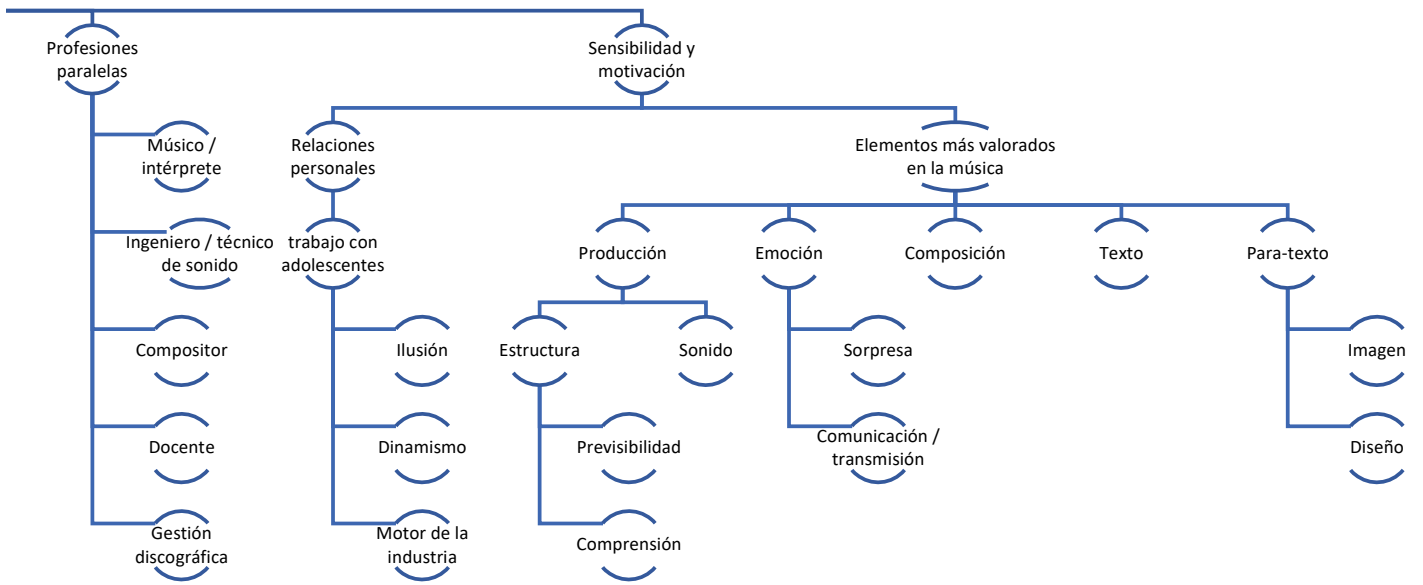 Profesiones
paralelas
Sensibilidad y
motivación
Músico /
intérprete
Relaciones
personales
Elementos más valorados
en la música
Ingeniero / técnico
de sonido
trabajo con
adolescentes
Producción
Emoción
Composición
Texto
Para-texto
Compositor
Ilusión
Estructura
Sonido
Sorpresa
Imagen
Docente
Dinamismo
Previsibilidad
Comunicación /
transmisión
Diseño
Gestión
discográfica
Motor de la
industria
Comprensión